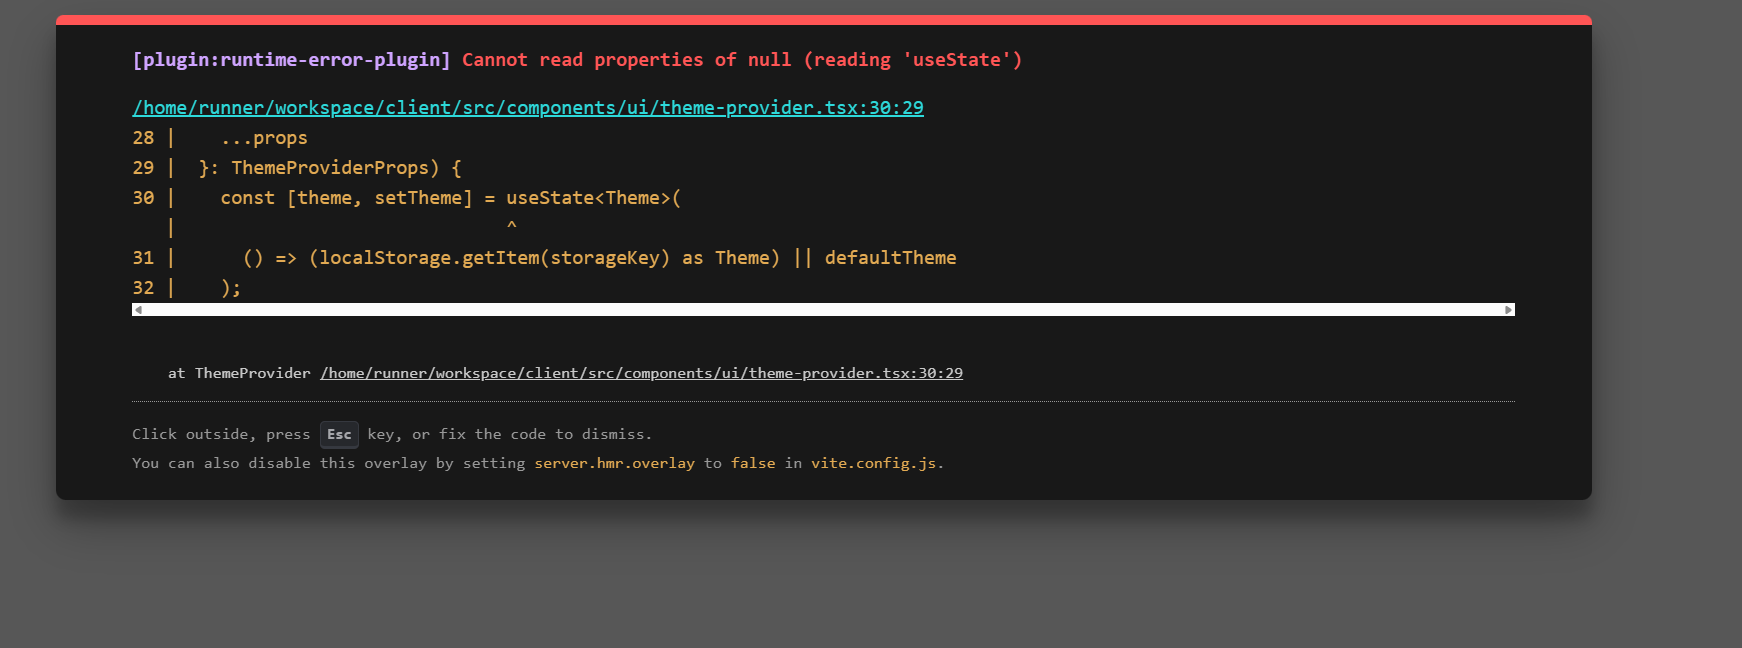 [plugin:runtime-error-plugin] Cannot read properties of null (reading 'useState')
/home/runner/workspace/client/src/components/ui/theme-provider.tsx:30:29
28 |    ...props
29 |  }: ThemeProviderProps) {
30 |    const [theme, setTheme] = useState<Theme>(
   |                              ^
31 |      () => (localStorage.getItem(storageKey) as Theme) || defaultTheme
32 |    );
at ThemeProvider /home/runner/workspace/client/src/components/ui/theme-provider.tsx:30:29
Click outside, press Esc key, or fix the code to dismiss.
You can also disable this overlay by setting server.hmr.overlay to false in vite.config.js.